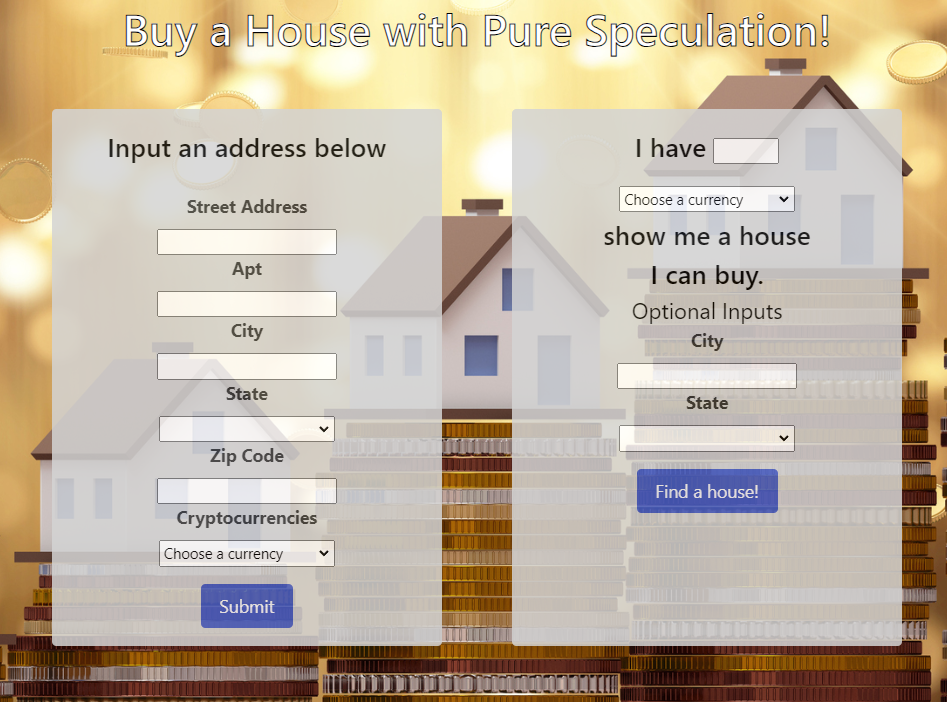 Buy a House with Pure Speculation!
Input an address below
Street Address
Apt
City
State
Zip Code
Cryptocurrencies
Choose a currency
Submit
I have
Choose a currency
show me a house
I can buy.
Optional Inputs
City
State
Find a house!